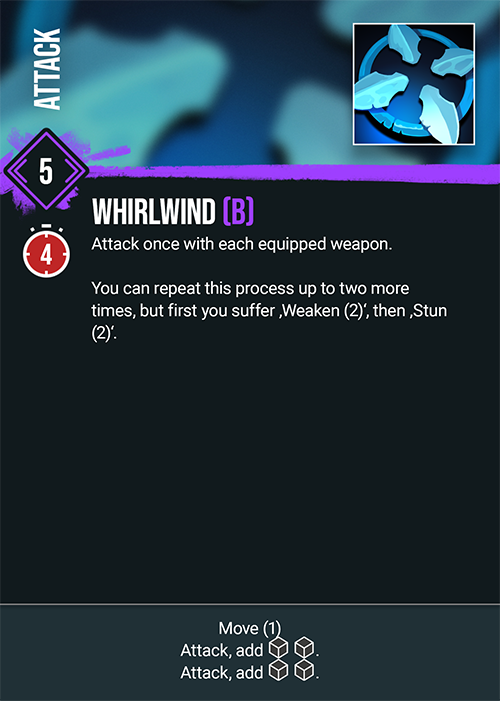 ATTACK
5
WHIRLWIND (B)
4
Attack once with each equipped weapon.
You can repeat this process up to two more
times, but first you suffer ‚Weaken (2)‘, then ‚Stun
(2)‘.
Move (1)
Attack, add .
Attack, add .